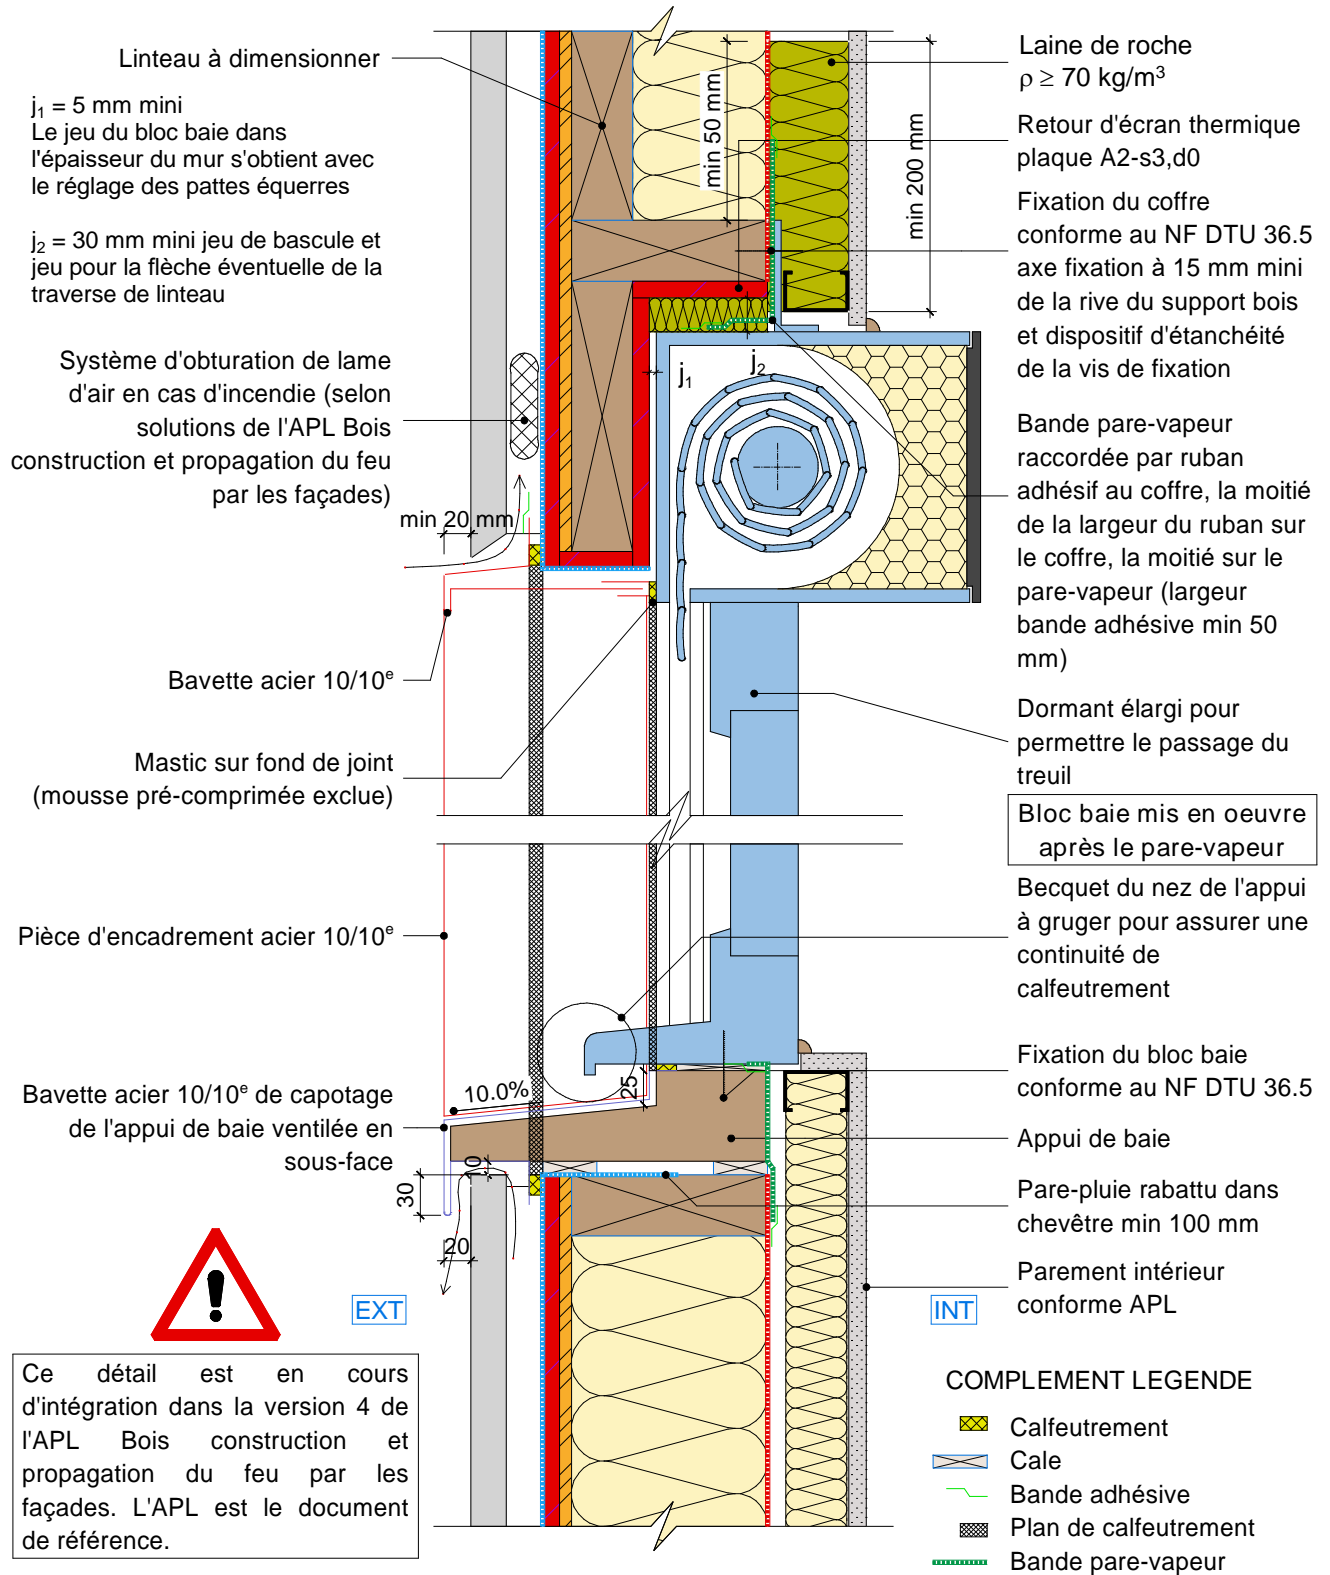 Linteau à dimensionner
j₁ = 5 mm mini
Le jeu du bloc baie dans
l'épaisseur du mur s'obtient avec
le réglage des pattes équerres
j₂ = 30 mm mini jeu de bascule et
jeu pour la flèche éventuelle de la
traverse de linteau
Système d'obturation de lame
d'air en cas d'incendie (selon
solutions de l'APL Bois
construction et propagation du feu
par les façades)
min 20 mm
Bavette acier 10/10ᵉ
Mastic sur fond de joint
(mousse pré-comprimée exclue)
Pièce d'encadrement acier 10/10ᵉ
Bavette acier 10/10ᵉ de capotage
de l'appui de baie ventilée en
sous-face
min 50 mm
min 200 mm
j₁
j₂
10.0%
25
10
30
20
EXT
INT
Laine de roche
ρ ≥ 70 kg/m³
Retour d'écran thermique
plaque A2-s3,d0
Fixation du coffre
conforme au NF DTU 36.5
axe fixation à 15 mm mini
de la rive du support bois
et dispositif d'étanchéité
de la vis de fixation
Bande pare-vapeur
raccordée par ruban
adhésif au coffre, la moitié
de la largeur du ruban sur
le coffre, la moitié sur le
pare-vapeur (largeur
bande adhésive min 50
mm)
Dormant élargi pour
permettre le passage du
treuil
Bloc baie mis en oeuvre
après le pare-vapeur
Becquet du nez de l'appui
à gruger pour assurer une
continuité de
calfeutrement
Fixation du bloc baie
conforme au NF DTU 36.5
Appui de baie
Pare-pluie rabattu dans
chevêtre min 100 mm
Parement intérieur
conforme APL
Ce détail est en cours
d'intégration dans la version 4 de
l'APL Bois construction et
propagation du feu par les
façades. L'APL est le document
de référence.
COMPLEMENT LEGENDE
Calfeutrement
Cale
Bande adhésive
Plan de calfeutrement
Bande pare-vapeur